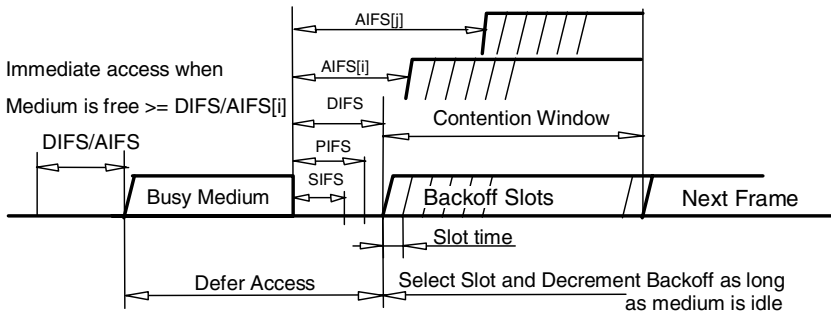 AIFS[j]
Immediate access when
AIFS[i]
Medium is free >= DIFS/AIFS[i]
DIFS
Contention Window
DIFS/AIFS
PIFS
SIFS
Busy Medium
Backoff Slots
Next Frame
Slot time
Defer Access
Select Slot and Decrement Backoff as long
as medium is idle